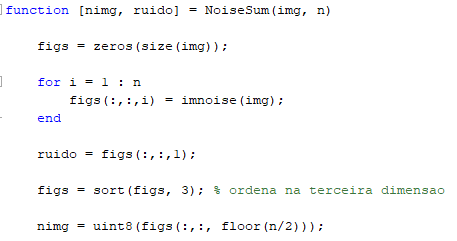 function [nimg, ruido] = NoiseSum(img, n)
figs = zeros(size(img));
for i = 1 : n
figs(:,:,i) = imnoise(img);
end
ruido = figs(:,:,1);
figs = sort(figs, 3); % ordena na terceira dimensao
nimg = uint8(figs(:,:, floor(n/2)));